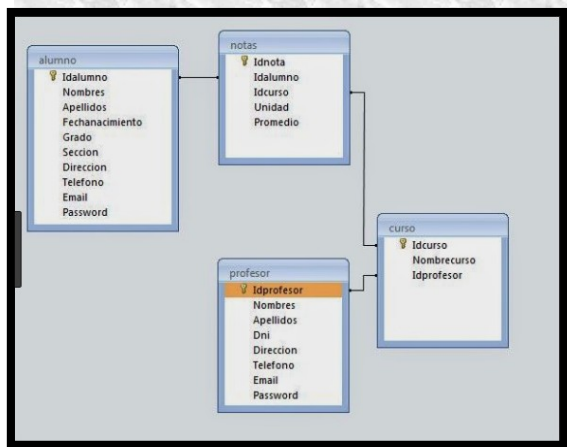 alumno
Idalumno
Nombres
Apellidos
Fechanacimiento
Grado
Seccion
Direccion
Telefono
Email
Password
notas
Idnota
Idalumno
Idcurso
Unidad
Promedio
curso
Idcurso
Nombrecurso
Idprofesor
profesor
Idprofesor
Nombres
Apellidos
Dni
Direccion
Telefono
Email
Password